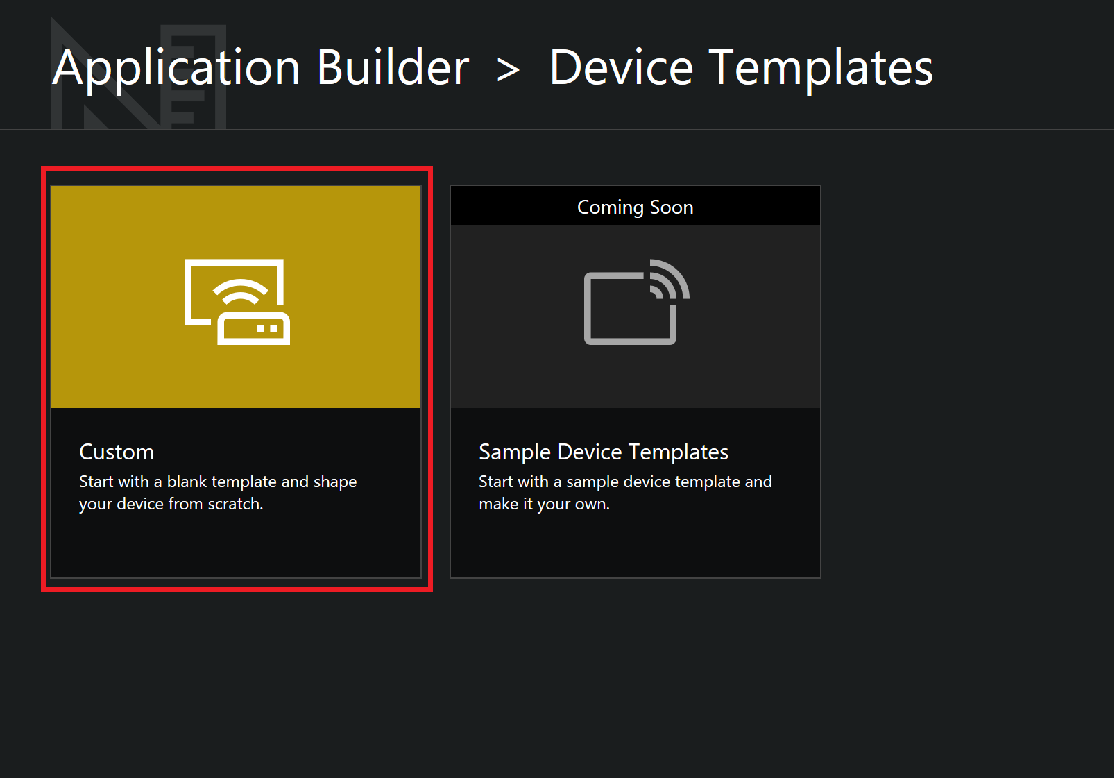 Application Builder > Device Templates
Coming Soon
Custom
Start with a blank template and shape
your device from scratch.
Sample Device Templates
Start with a sample device template and
make it your own.